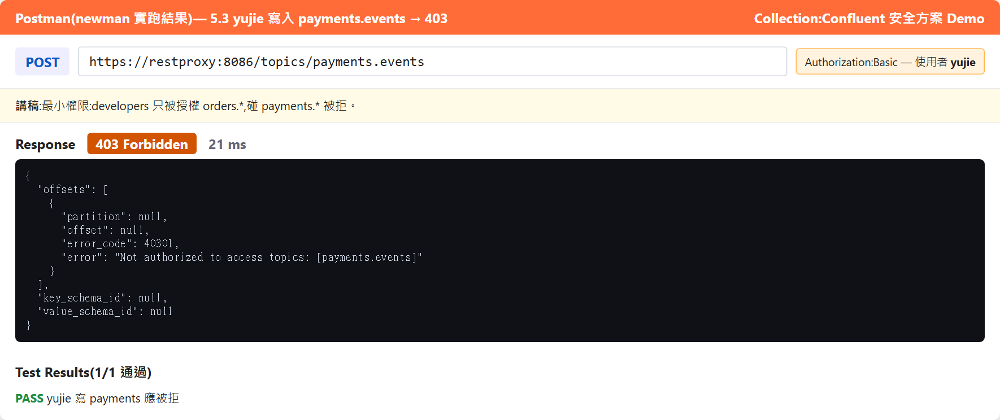 Postman(newman 實跑結果)— 5.3 yujie 寫入 payments.events → 403
Collection:Confluent 安全方案 Demo
POST
https://restproxy:8086/topics/payments.events
Authorization:Basic — 使用者 yujie
講稿:最小權限:developers 只被授權 orders.*,碰 payments.* 被拒。
Response
403 Forbidden
21 ms
{
  "offsets": [
    {
      "partition": null,
      "offset": null,
      "error_code": 40301,
      "error": "Not authorized to access topics: [payments.events]"
    }
  ],
  "key_schema_id": null,
  "value_schema_id": null
}
Test Results(1/1 通過)
PASS yujie 寫 payments 應被拒